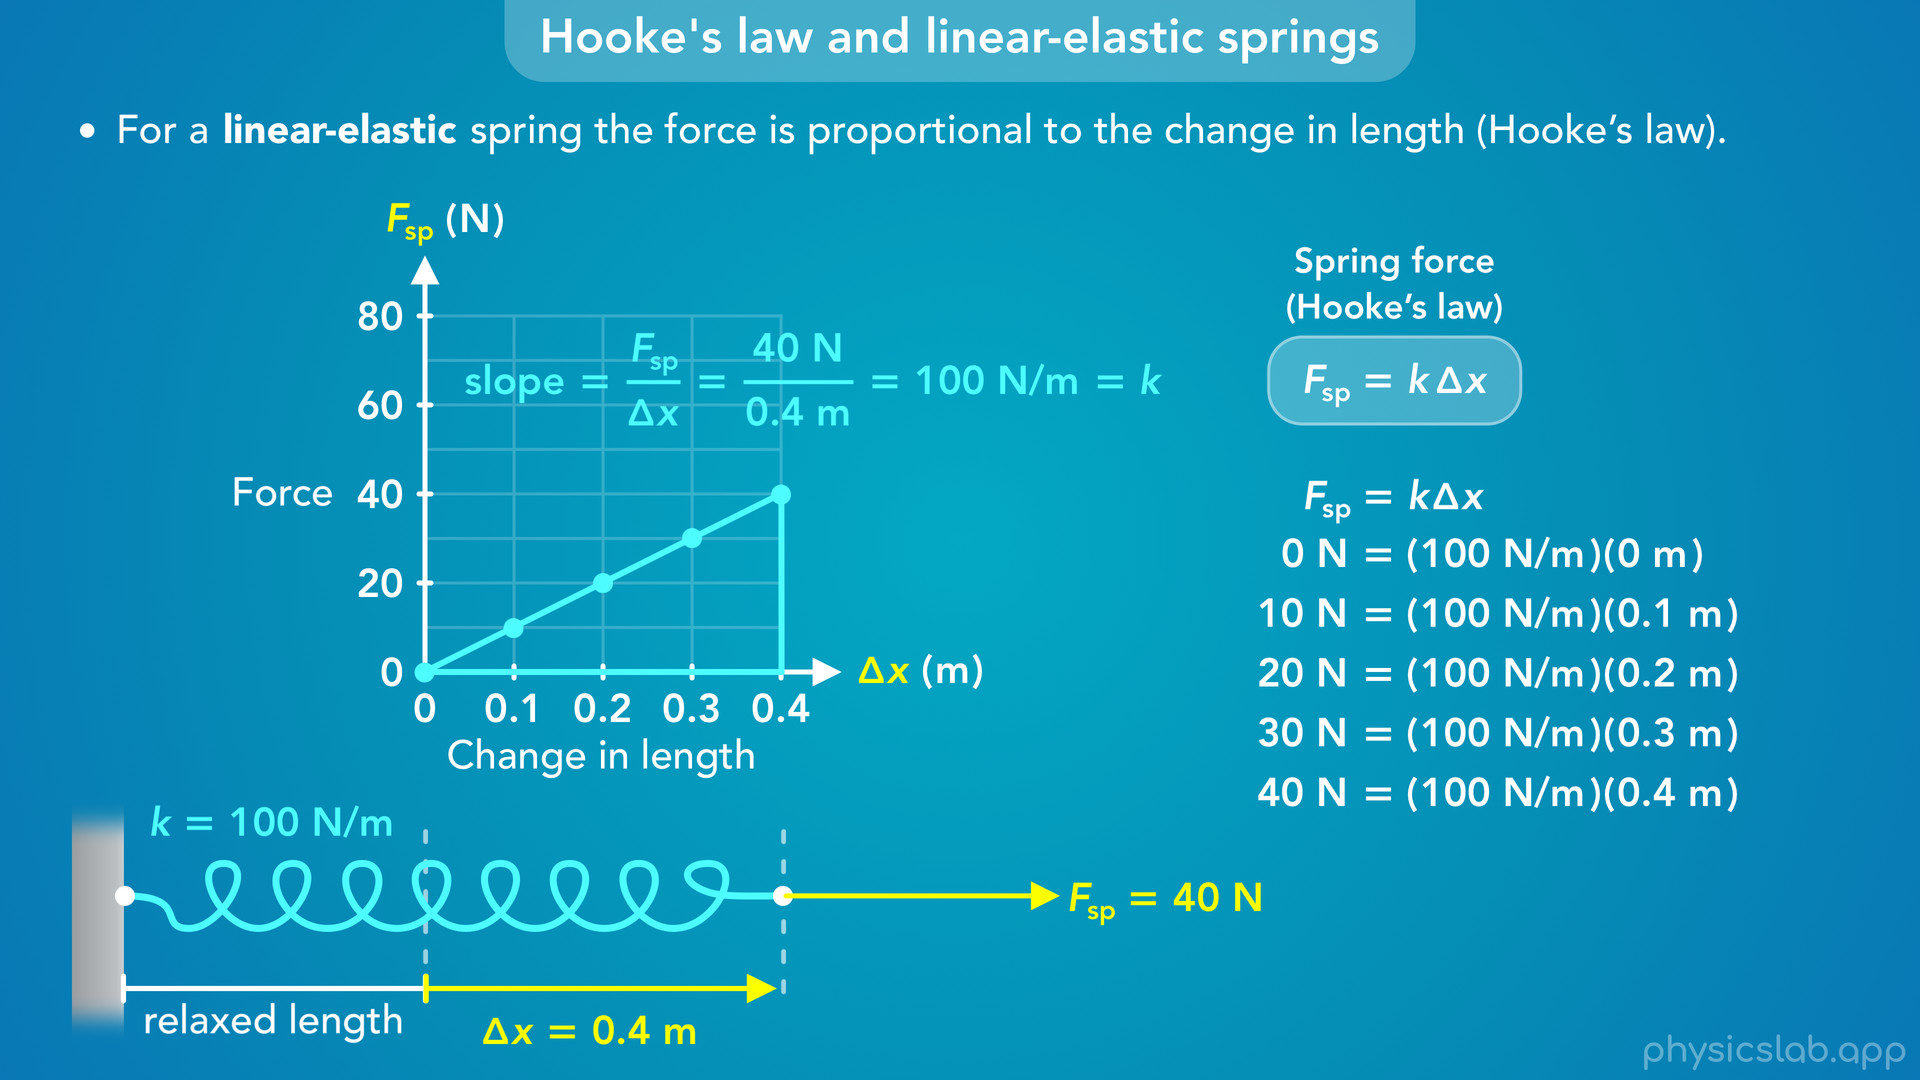 Hooke's law and linear-elastic springs
• For a linear-elastic spring the force is proportional to the change in length (Hooke’s law).
Fsp (N)
80
60
Force 40
20
0
0 0.1 0.2 0.3 0.4
Δx (m)
Change in length
slope = Fsp/Δx = 40 N/0.4 m = 100 N/m = k
Spring force
(Hooke’s law)
Fsp = k Δx
Fsp = kΔx
0 N = (100 N/m)(0 m)
10 N = (100 N/m)(0.1 m)
20 N = (100 N/m)(0.2 m)
30 N = (100 N/m)(0.3 m)
40 N = (100 N/m)(0.4 m)
k = 100 N/m
Fsp = 40 N
relaxed length
Δx = 0.4 m
physicslab.app